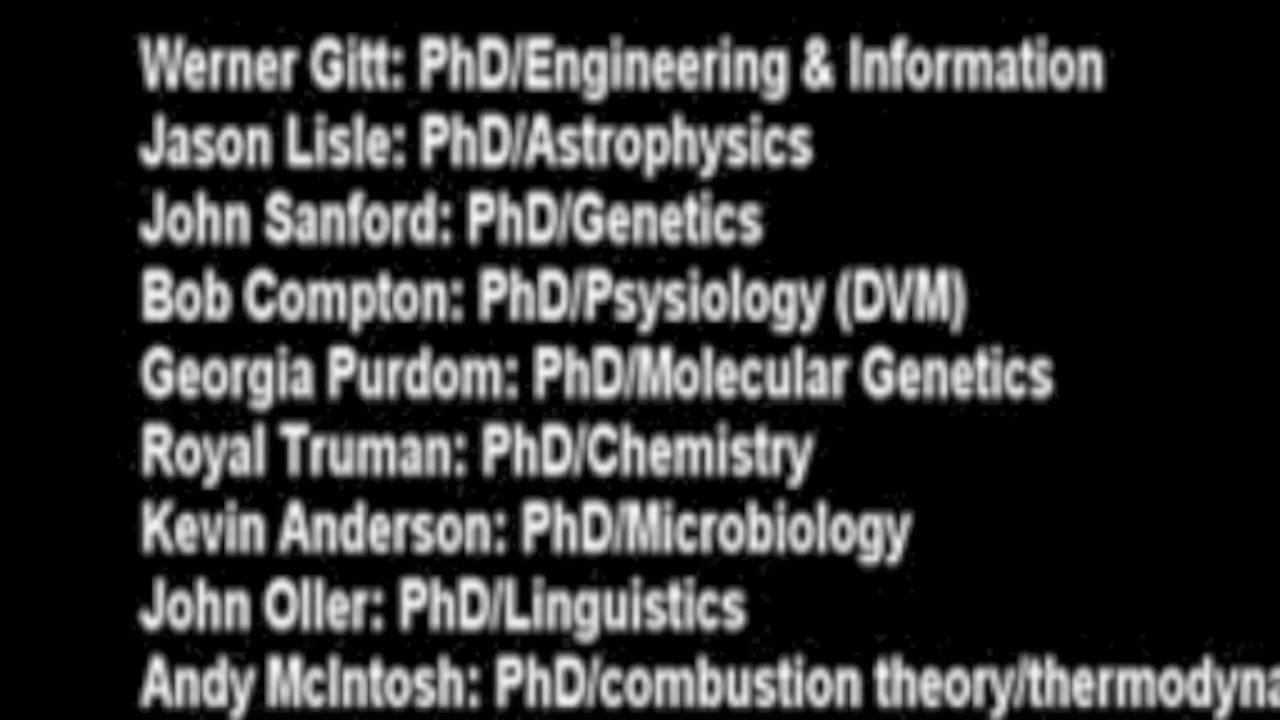 Werner Gitt: PhD/Engineering & Information
Jason Lisle: PhD/Astrophysics
John Sanford: PhD/Genetics
Bob Compton: PhD/Psysiology (DVM)
Georgia Purdom: PhD/Molecular Genetics
Royal Truman: PhD/Chemistry
Kevin Anderson: PhD/Microbiology
John Oller: PhD/Linguistics
Andy McIntosh: PhD/combustion theory/thermodyna